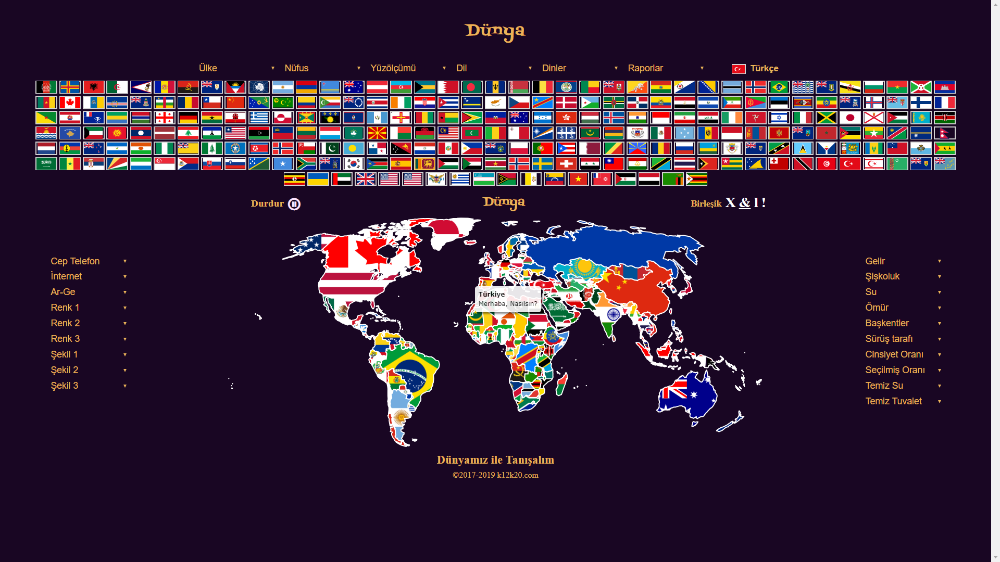 Dünya
Ülke Nüfus Yüzölçümü Dil Dinler Raporlar Türkçe
Durdur Dünya Birleşik X & l !
Cep Telefon
İnternet
Ar-Ge
Renk 1
Renk 2
Renk 3
Şekil 1
Şekil 2
Şekil 3
Türkiye
Merhaba, Nasılsın?
Gelir
Şişkoluk
Su
Ömür
Başkentler
Sürüş tarafı
Cinsiyet Oranı
Seçilmiş Oranı
Temiz Su
Temiz Tuvalet
Dünyamız ile Tanışalım
©2017-2019 k12k20.com